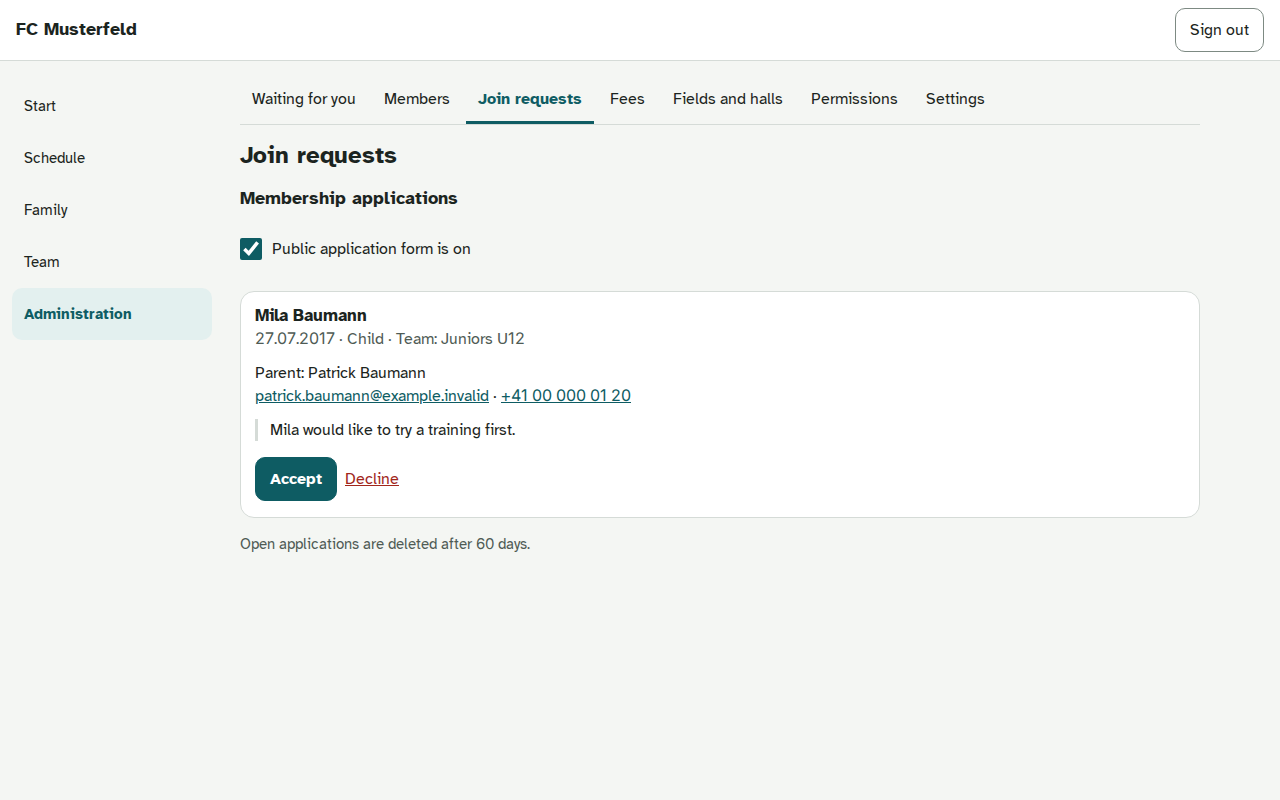 FC Musterfeld
Sign out
Start
Schedule
Family
Team
Administration
Waiting for you
Members
Join requests
Fees
Fields and halls
Permissions
Settings
Join requests
Membership applications
Public application form is on
Mila Baumann
27.07.2017 · Child · Team: Juniors U12
Parent: Patrick Baumann
patrick.baumann@example.invalid · +41 00 000 01 20
Mila would like to try a training first.
Accept
Decline
Open applications are deleted after 60 days.